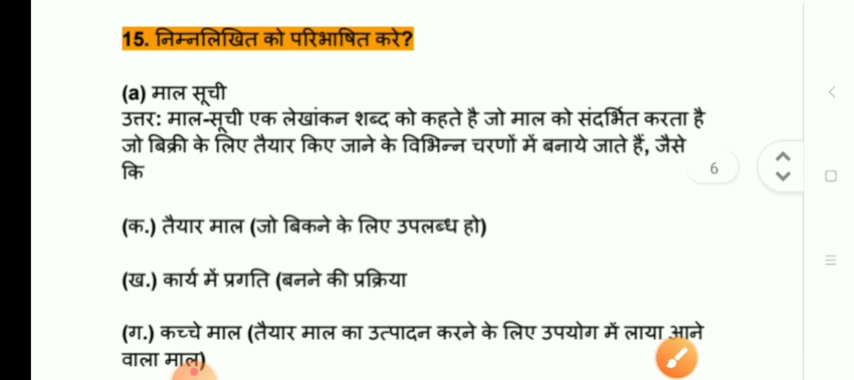 15. निम्नलिखित को परिभाषित करे?
(a) माल सूची
उत्तर: माल-सूची एक लेखांकन शब्द को कहते है जो माल को संदर्भित करता है
जो बिक्री के लिए तैयार किए जाने के विभिन्न चरणों में बनाये जाते हैं, जैसे
कि
6
(क.) तैयार माल (जो बिकने के लिए उपलब्ध हो)
(ख.) कार्य में प्रगति (बनने की प्रक्रिया
(ग.) कच्चे माल (तैयार माल का उत्पादन करने के लिए उपयोग में लाया आने
वाला माल)